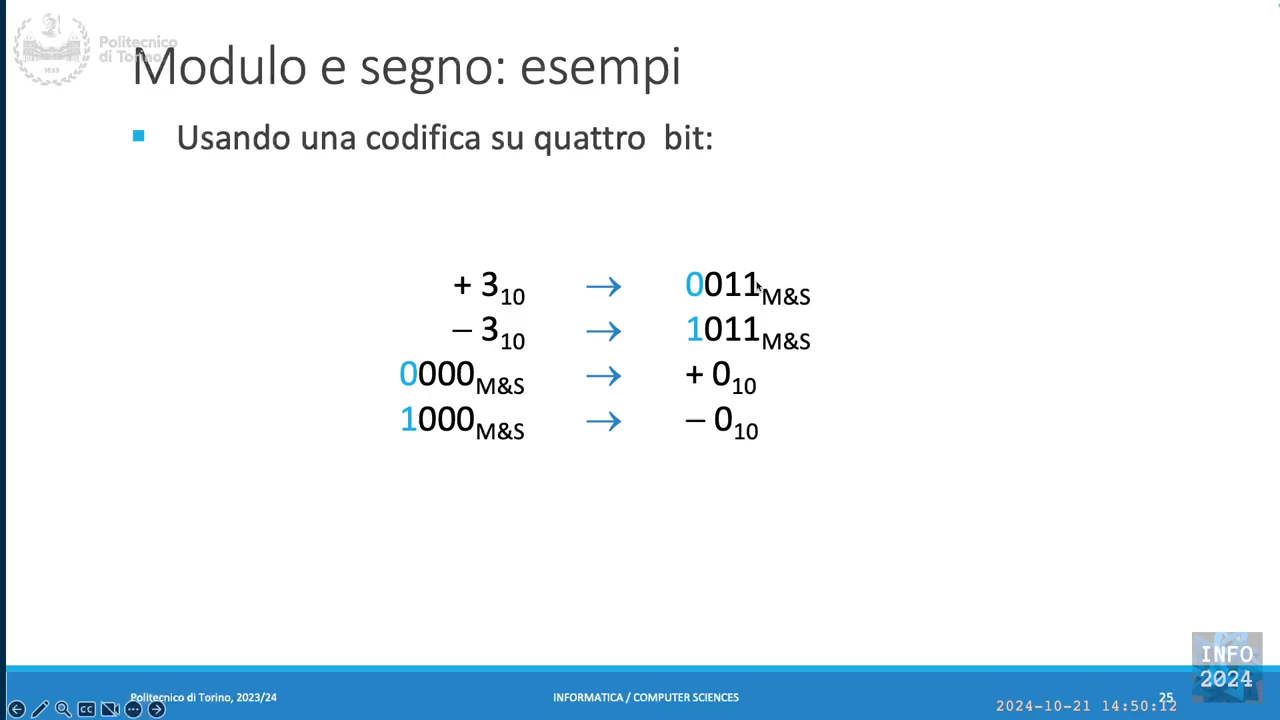 Politecnico
di Torino
Modulo e segno: esempi
Usando una codifica su quattro bit:
+ 3₁₀ → 0011M&S
– 3₁₀ → 1011M&S
0000M&S → + 0₁₀
1000M&S → – 0₁₀
Politecnico di Torino, 2023/24
INFORMATICA / COMPUTER SCIENCES
25
INFO
2024
2024-10-21 14:50:12
CC